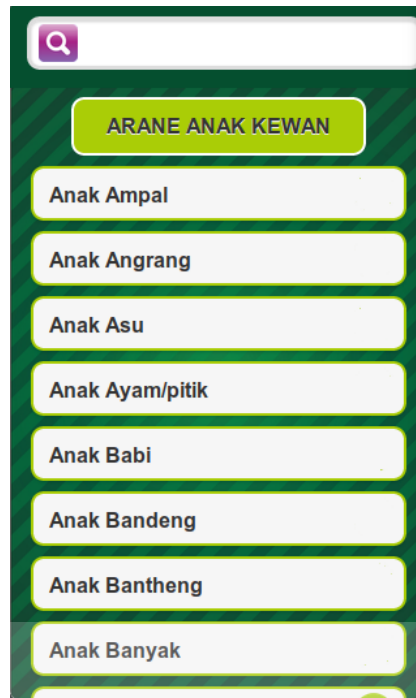 ARANE ANAK KEWAN
Anak Ampal
Anak Angrang
Anak Asu
Anak Ayam/pitik
Anak Babi
Anak Bandeng
Anak Bantheng
Anak Banyak